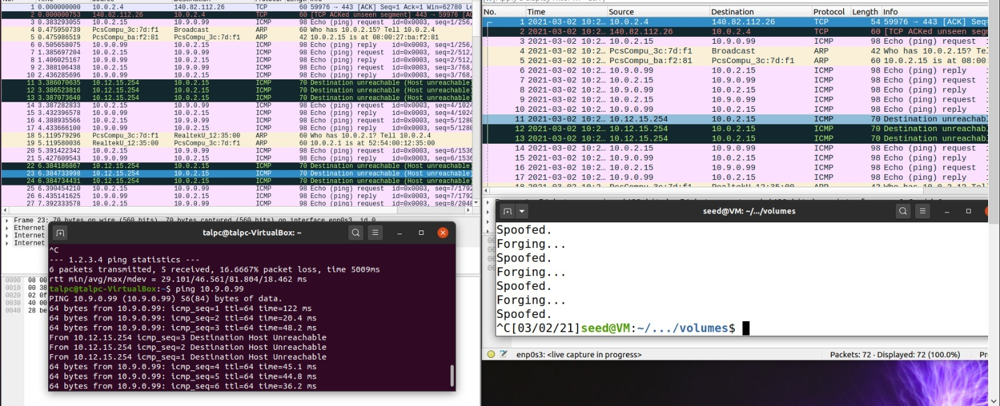 No. Time Source Destination Protocol Length Info
1 0.000000000 10.0.2.4 140.82.112.26 TCP 60 59976 → 443 [ACK] Seq=1 Ack=1 Win=62780 Le
2 0.000000753 140.82.112.26 10.0.2.4 TCP 60 [TCP ACKed unseen segment] 443 → 59976 [AC
3 0.383293055 10.0.2.15 10.9.0.99 ICMP 98 Echo (ping) request id=0x0003, seq=1/256,
4 0.475950739 PcsCompu_3c:7d:f1 Broadcast ARP 60 Who has 10.0.2.15? Tell 10.0.2.4
5 0.475986519 PcsCompu_ba:f2:81 PcsCompu_3c:7d:f1 ARP 42 10.0.2.15 is at 08:00:27:ba:f2:81
6 0.505658075 10.9.0.99 10.0.2.15 ICMP 98 Echo (ping) reply id=0x0003, seq=1/256,
7 1.385697204 10.0.2.15 10.9.0.99 ICMP 98 Echo (ping) request id=0x0003, seq=2/512,
8 1.406025167 10.9.0.99 10.0.2.15 ICMP 98 Echo (ping) reply id=0x0003, seq=2/512,
9 2.388106438 10.0.2.15 10.9.0.99 ICMP 98 Echo (ping) request id=0x0003, seq=3/768,
10 2.436285696 10.9.0.99 10.0.2.15 ICMP 98 Echo (ping) reply id=0x0003, seq=3/768,
11 3.386070635 10.12.15.254 10.0.2.15 ICMP 70 Destination unreachable (Host unreachable)
12 3.386523816 10.12.15.254 10.0.2.15 ICMP 70 Destination unreachable (Host unreachable)
13 3.387073640 10.12.15.254 10.0.2.15 ICMP 70 Destination unreachable (Host unreachable)
14 3.387282833 10.0.2.15 10.9.0.99 ICMP 98 Echo (ping) request id=0x0003, seq=4/1024
15 3.432396578 10.9.0.99 10.0.2.15 ICMP 98 Echo (ping) reply id=0x0003, seq=4/1024
16 4.388935566 10.0.2.15 10.9.0.99 ICMP 98 Echo (ping) request id=0x0003, seq=5/1280
17 4.433666100 10.9.0.99 10.0.2.15 ICMP 98 Echo (ping) reply id=0x0003, seq=5/1280
18 5.119579296 PcsCompu_3c:7d:f1 RealtekU_12:35:00 ARP 60 Who has 10.0.2.1? Tell 10.0.2.4
19 5.119580036 RealtekU_12:35:00 PcsCompu_3c:7d:f1 ARP 60 10.0.2.1 is at 52:54:00:12:35:00
20 5.391422342 10.0.2.15 10.9.0.99 ICMP 98 Echo (ping) request id=0x0003, seq=6/1536
21 5.427609543 10.9.0.99 10.0.2.15 ICMP 98 Echo (ping) reply id=0x0003, seq=6/1536
22 6.384186867 10.12.15.254 10.0.2.15 ICMP 70 Destination unreachable (Host unreachable)
23 6.384733998 10.12.15.254 10.0.2.15 ICMP 70 Destination unreachable (Host unreachable)
24 6.384734431 10.12.15.254 10.0.2.15 ICMP 70 Destination unreachable (Host unreachable)
25 6.390454210 10.0.2.15 10.9.0.99 ICMP 98 Echo (ping) request id=0x0003, seq=7/1792
26 6.435141625 10.9.0.99 10.0.2.15 ICMP 98 Echo (ping) reply id=0x0003, seq=7/1792
27 7.392333578 10.0.2.15 10.9.0.99 ICMP 98 Echo (ping) request id=0x0003, seq=8/2048
Frame 23: 70 bytes on wire (560 bits), 70 bytes captured (560 bits) on interface enp0s3, id 0
Ethernet
Internet
Internet
0000 08 00
0010 00 38
0020 02 0f
0030 40 00
0040 28 be
talpc@talpc-VirtualBox: ~
^C
--- 1.2.3.4 ping statistics ---
6 packets transmitted, 5 received, 16.6667% packet loss, time 5009ms
rtt min/avg/max/mdev = 29.101/46.561/81.804/18.462 ms
talpc@talpc-VirtualBox:~$ ping 10.9.0.99
PING 10.9.0.99 (10.9.0.99) 56(84) bytes of data.
64 bytes from 10.9.0.99: icmp_seq=1 ttl=64 time=122 ms
64 bytes from 10.9.0.99: icmp_seq=2 ttl=64 time=20.4 ms
64 bytes from 10.9.0.99: icmp_seq=3 ttl=64 time=48.2 ms
From 10.12.15.254 icmp_seq=3 Destination Host Unreachable
From 10.12.15.254 icmp_seq=2 Destination Host Unreachable
From 10.12.15.254 icmp_seq=1 Destination Host Unreachable
64 bytes from 10.9.0.99: icmp_seq=4 ttl=64 time=45.1 ms
64 bytes from 10.9.0.99: icmp_seq=5 ttl=64 time=44.8 ms
64 bytes from 10.9.0.99: icmp_seq=6 ttl=64 time=36.2 ms
No. Time Source Destination Protocol Length Info
1 2021-03-02 10:2… 10.0.2.4 140.82.112.26 TCP 54 59976 → 443 [ACK] Seq=
2 2021-03-02 10:2… 140.82.112.26 10.0.2.4 TCP 60 [TCP ACKed unseen segm
3 2021-03-02 10:2… 10.0.2.15 10.9.0.99 ICMP 98 Echo (ping) request i
4 2021-03-02 10:2… PcsCompu_3c:7d:f1 Broadcast ARP 42 Who has 10.0.2.15? Tel
5 2021-03-02 10:2… PcsCompu_ba:f2:81 PcsCompu_3c:7d:f1 ARP 60 10.0.2.15 is at 08:00:
6 2021-03-02 10:2… 10.9.0.99 10.0.2.15 ICMP 98 Echo (ping) reply i
7 2021-03-02 10:2… 10.0.2.15 10.9.0.99 ICMP 98 Echo (ping) request i
8 2021-03-02 10:2… 10.9.0.99 10.0.2.15 ICMP 98 Echo (ping) reply i
9 2021-03-02 10:2… 10.0.2.15 10.9.0.99 ICMP 98 Echo (ping) request i
10 2021-03-02 10:2… 10.9.0.99 10.0.2.15 ICMP 98 Echo (ping) reply i
11 2021-03-02 10:2… 10.12.15.254 10.0.2.15 ICMP 70 Destination unreachabl
12 2021-03-02 10:2… 10.12.15.254 10.0.2.15 ICMP 70 Destination unreachabl
13 2021-03-02 10:2… 10.12.15.254 10.0.2.15 ICMP 70 Destination unreachabl
14 2021-03-02 10:2… 10.0.2.15 10.9.0.99 ICMP 98 Echo (ping) request i
15 2021-03-02 10:2… 10.9.0.99 10.0.2.15 ICMP 98 Echo (ping) reply i
16 2021-03-02 10:2… 10.0.2.15 10.9.0.99 ICMP 98 Echo (ping) request i
17 2021-03-02 10:2… 10.9.0.99 10.0.2.15 ICMP 98 Echo (ping) reply i
18 2021-03-02 10:2… PcsCompu_3c:7d:f1 RealtekU_12:35:00 ARP 42 Who has 10.0.2.1? Tell
seed@VM: ~/.../volumes
Spoofed.
Forging...
Spoofed.
Forging...
Spoofed.
Forging...
Spoofed.
^C[03/02/21]seed@VM:~/.../volumes$
enp0s3: <live capture in progress>
Packets: 72 · Displayed: 72 (100.0%)
Pr